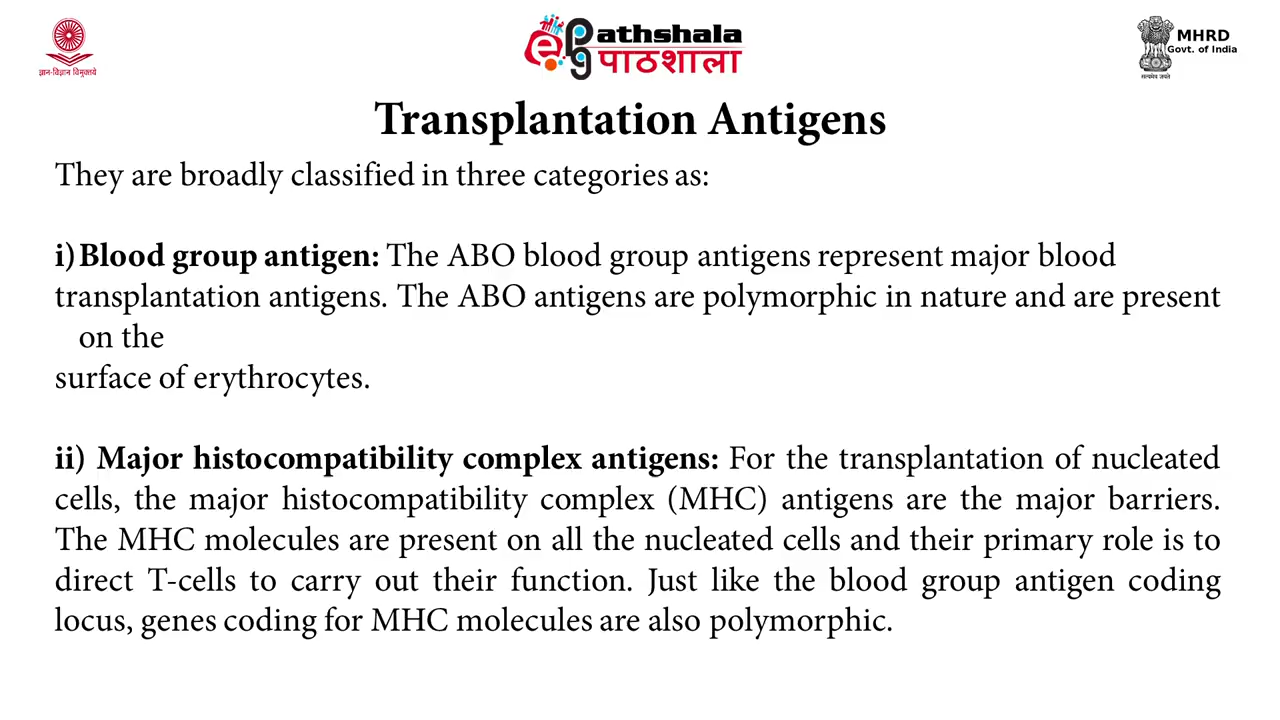 ज्ञान-विज्ञान विमुक्तये
ePathshala
पाठशाला
MHRD
Govt. of India
सत्यमेव जयते
Transplantation Antigens
They are broadly classified in three categories as:
i) Blood group antigen: The ABO blood group antigens represent major blood
transplantation antigens. The ABO antigens are polymorphic in nature and are present
on the
surface of erythrocytes.
ii) Major histocompatibility complex antigens: For the transplantation of nucleated
cells, the major histocompatibility complex (MHC) antigens are the major barriers.
The MHC molecules are present on all the nucleated cells and their primary role is to
direct T-cells to carry out their function. Just like the blood group antigen coding
locus, genes coding for MHC molecules are also polymorphic.